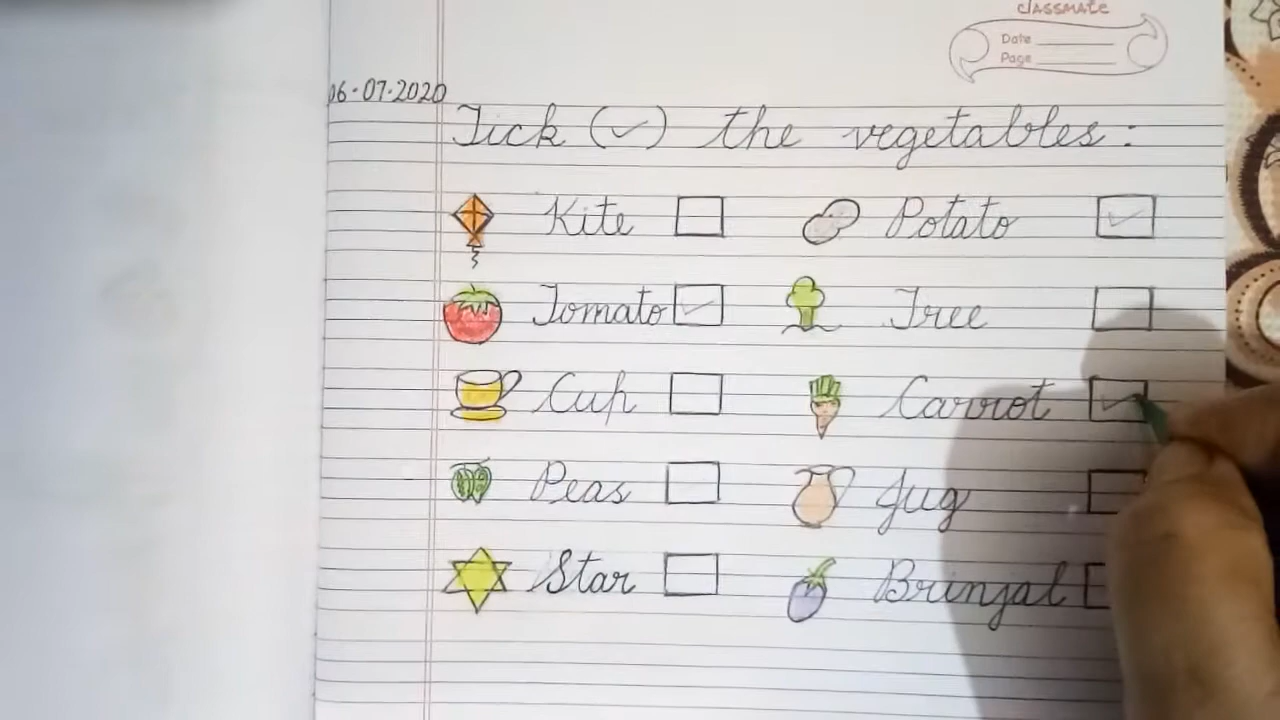 classmate
Date
Page
06-07-2020
Tick (✓) the vegetables:
Kite Potato ✓
Tomato ✓ Tree
Cup Carrot ✓
Peas Jug
Star Brinjal